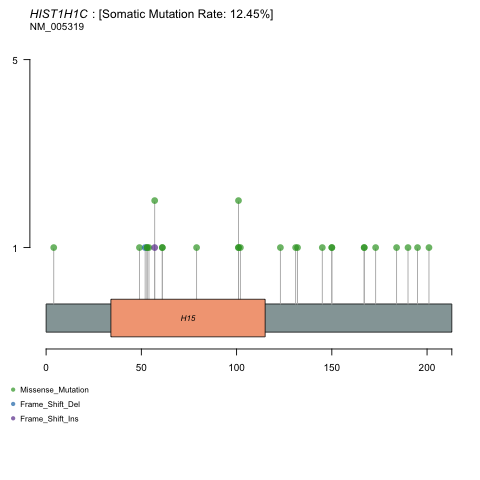 HIST1H1C : [Somatic Mutation Rate: 12.45%]
NM_005319
5
1
H15
0 50 100 150 200
Missense_Mutation
Frame_Shift_Del
Frame_Shift_Ins